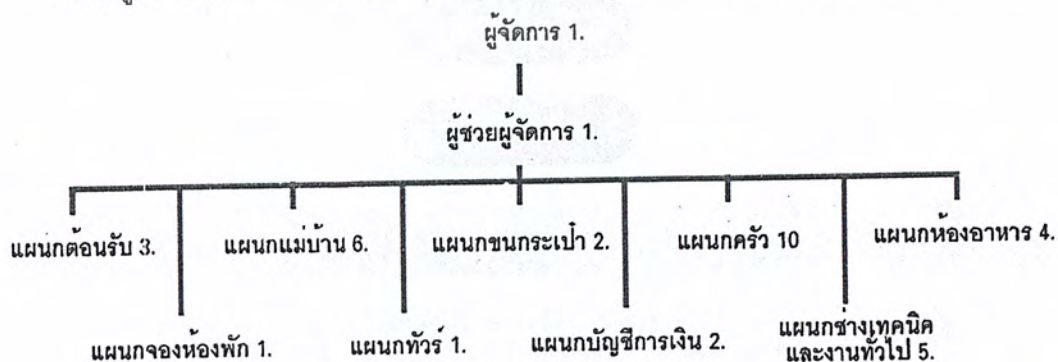 ผู้จัดการ 1.
ผู้ช่วยผู้จัดการ 1.
แผนกต้อนรับ 3.
แผนกแม่บ้าน 6.
แผนกขนกระเป๋า 2.
แผนกครัว 10
แผนกห้องอาหาร 4.
แผนกจองห้องพัก 1.
แผนกทัวร์ 1.
แผนกบัญชีการเงิน 2.
แผนกช่างเทคนิค
และงานทั่วไป 5.